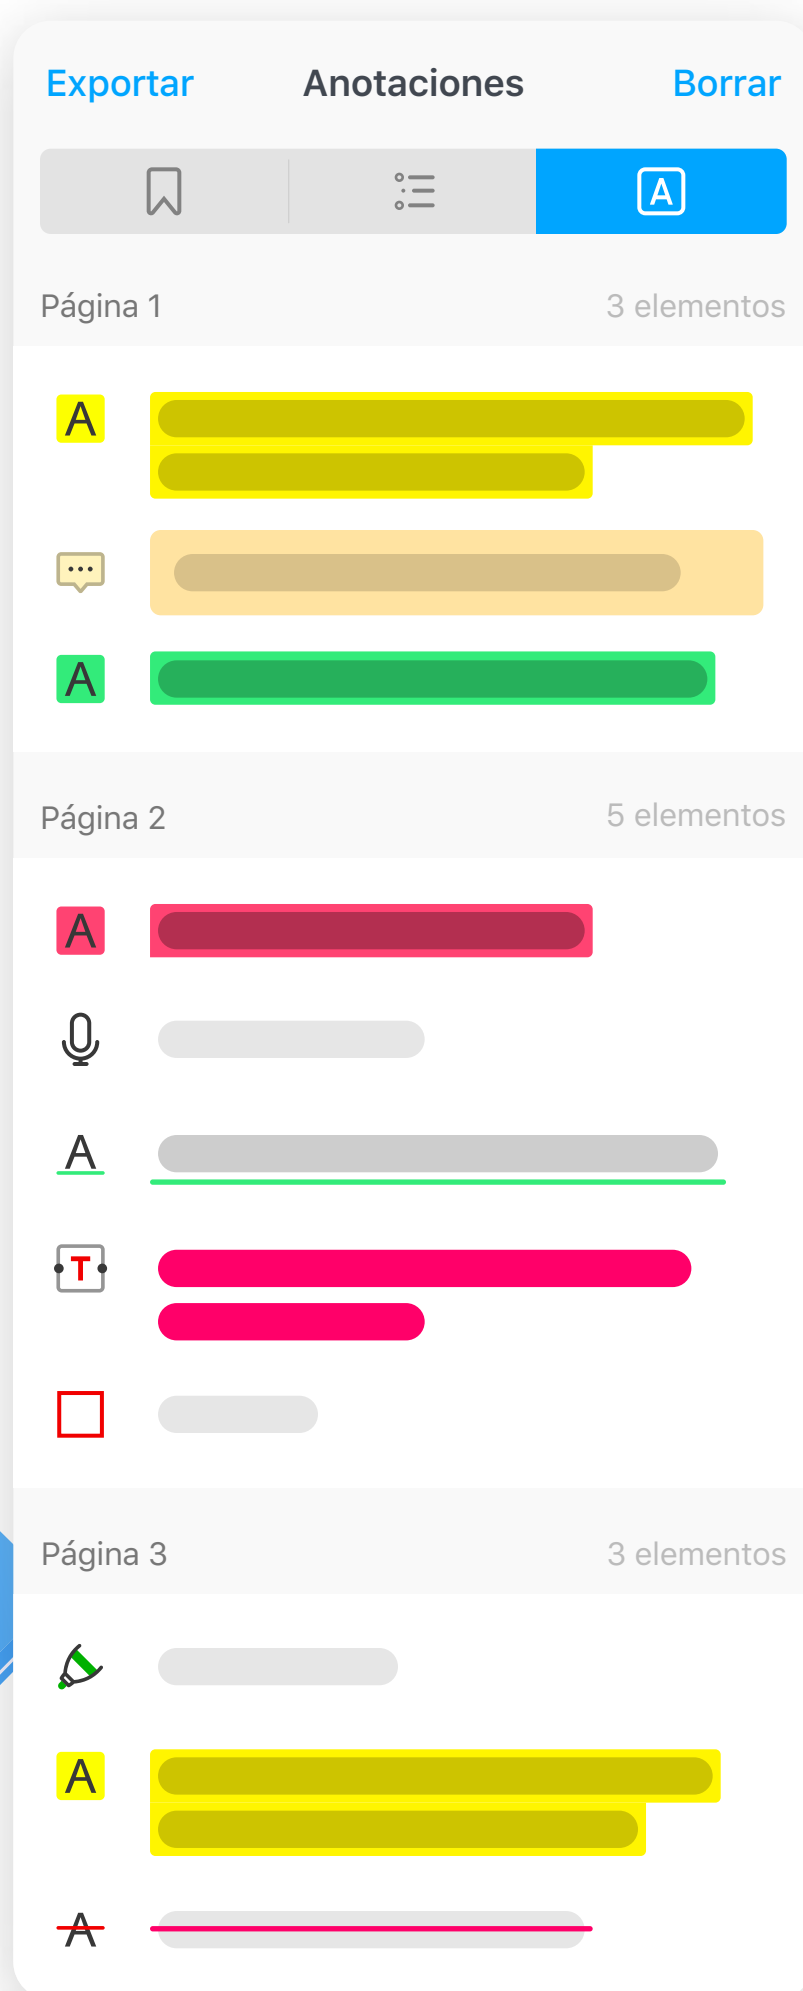 Exportar Anotaciones Borrar
A
Página 1 3 elementos
A
A
Página 2 5 elementos
A
A
T
Página 3 3 elementos
A
A